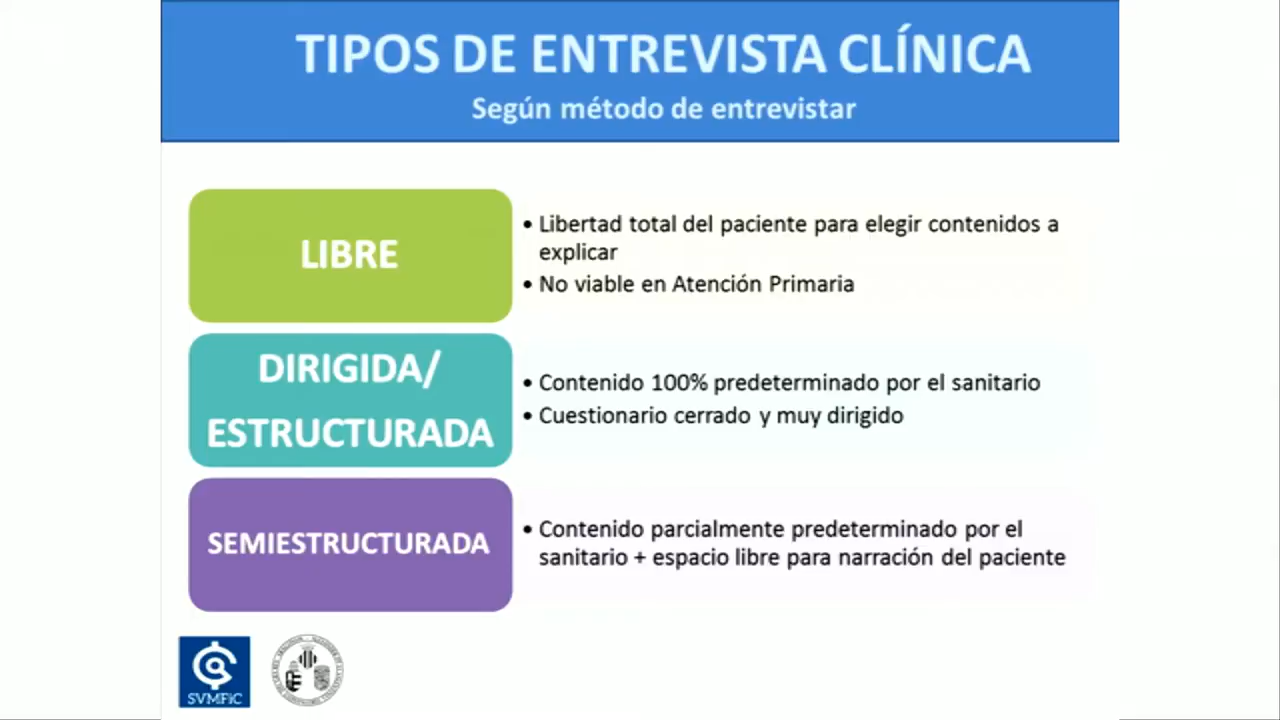 TIPOS DE ENTREVISTA CLÍNICA
Según método de entrevistar
LIBRE
• Libertad total del paciente para elegir contenidos a
explicar
• No viable en Atención Primaria
DIRIGIDA/
ESTRUCTURADA
• Contenido 100% predeterminado por el sanitario
• Cuestionario cerrado y muy dirigido
SEMIESTRUCTURADA
• Contenido parcialmente predeterminado por el
sanitario + espacio libre para narración del paciente
SVMFiC